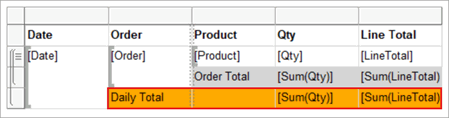 Date Order Product Qty Line Total
[Date] [Order] [Product] [Qty] [LineTotal]
Order Total [Sum(Qty)] [Sum(LineTotal)
Daily Total [Sum(Qty)] [Sum(LineTotal)